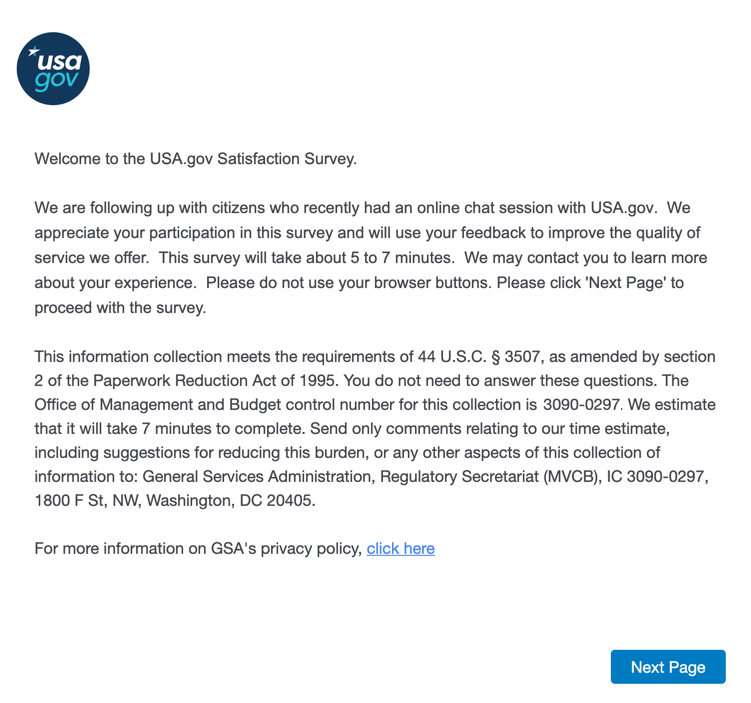 usa
gov
Welcome to the USA.gov Satisfaction Survey.
We are following up with citizens who recently had an online chat session with USA.gov.  We
appreciate your participation in this survey and will use your feedback to improve the quality of
service we offer.  This survey will take about 5 to 7 minutes.  We may contact you to learn more
about your experience.  Please do not use your browser buttons. Please click 'Next Page' to
proceed with the survey.
This information collection meets the requirements of 44 U.S.C. § 3507, as amended by section
2 of the Paperwork Reduction Act of 1995. You do not need to answer these questions. The
Office of Management and Budget control number for this collection is 3090-0297. We estimate
that it will take 7 minutes to complete. Send only comments relating to our time estimate,
including suggestions for reducing this burden, or any other aspects of this collection of
information to: General Services Administration, Regulatory Secretariat (MVCB), IC 3090-0297,
1800 F St, NW, Washington, DC 20405.
For more information on GSA's privacy policy, click here
Next Page